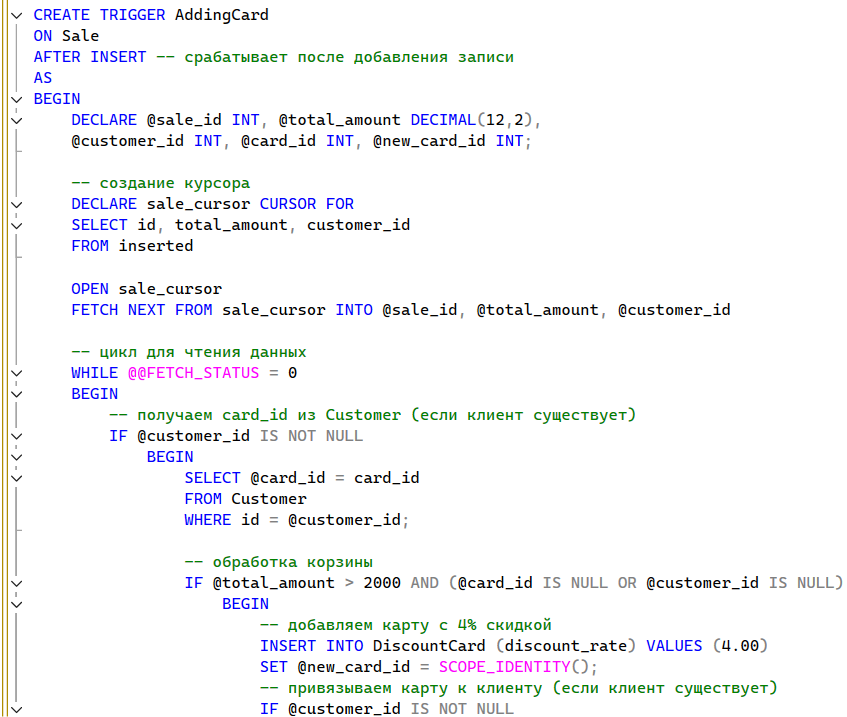 CREATE TRIGGER AddingCard
ON Sale
AFTER INSERT -- срабатывает после добавления записи
AS
BEGIN
DECLARE @sale_id INT, @total_amount DECIMAL(12,2),
@customer_id INT, @card_id INT, @new_card_id INT;
-- создание курсора
DECLARE sale_cursor CURSOR FOR
SELECT id, total_amount, customer_id
FROM inserted
OPEN sale_cursor
FETCH NEXT FROM sale_cursor INTO @sale_id, @total_amount, @customer_id
-- цикл для чтения данных
WHILE @@FETCH_STATUS = 0
BEGIN
-- получаем card_id из Customer (если клиент существует)
IF @customer_id IS NOT NULL
BEGIN
SELECT @card_id = card_id
FROM Customer
WHERE id = @customer_id;
-- обработка корзины
IF @total_amount > 2000 AND (@card_id IS NULL OR @customer_id IS NULL)
BEGIN
-- добавляем карту с 4% скидкой
INSERT INTO DiscountCard (discount_rate) VALUES (4.00)
SET @new_card_id = SCOPE_IDENTITY();
-- привязываем карту к клиенту (если клиент существует)
IF @customer_id IS NOT NULL